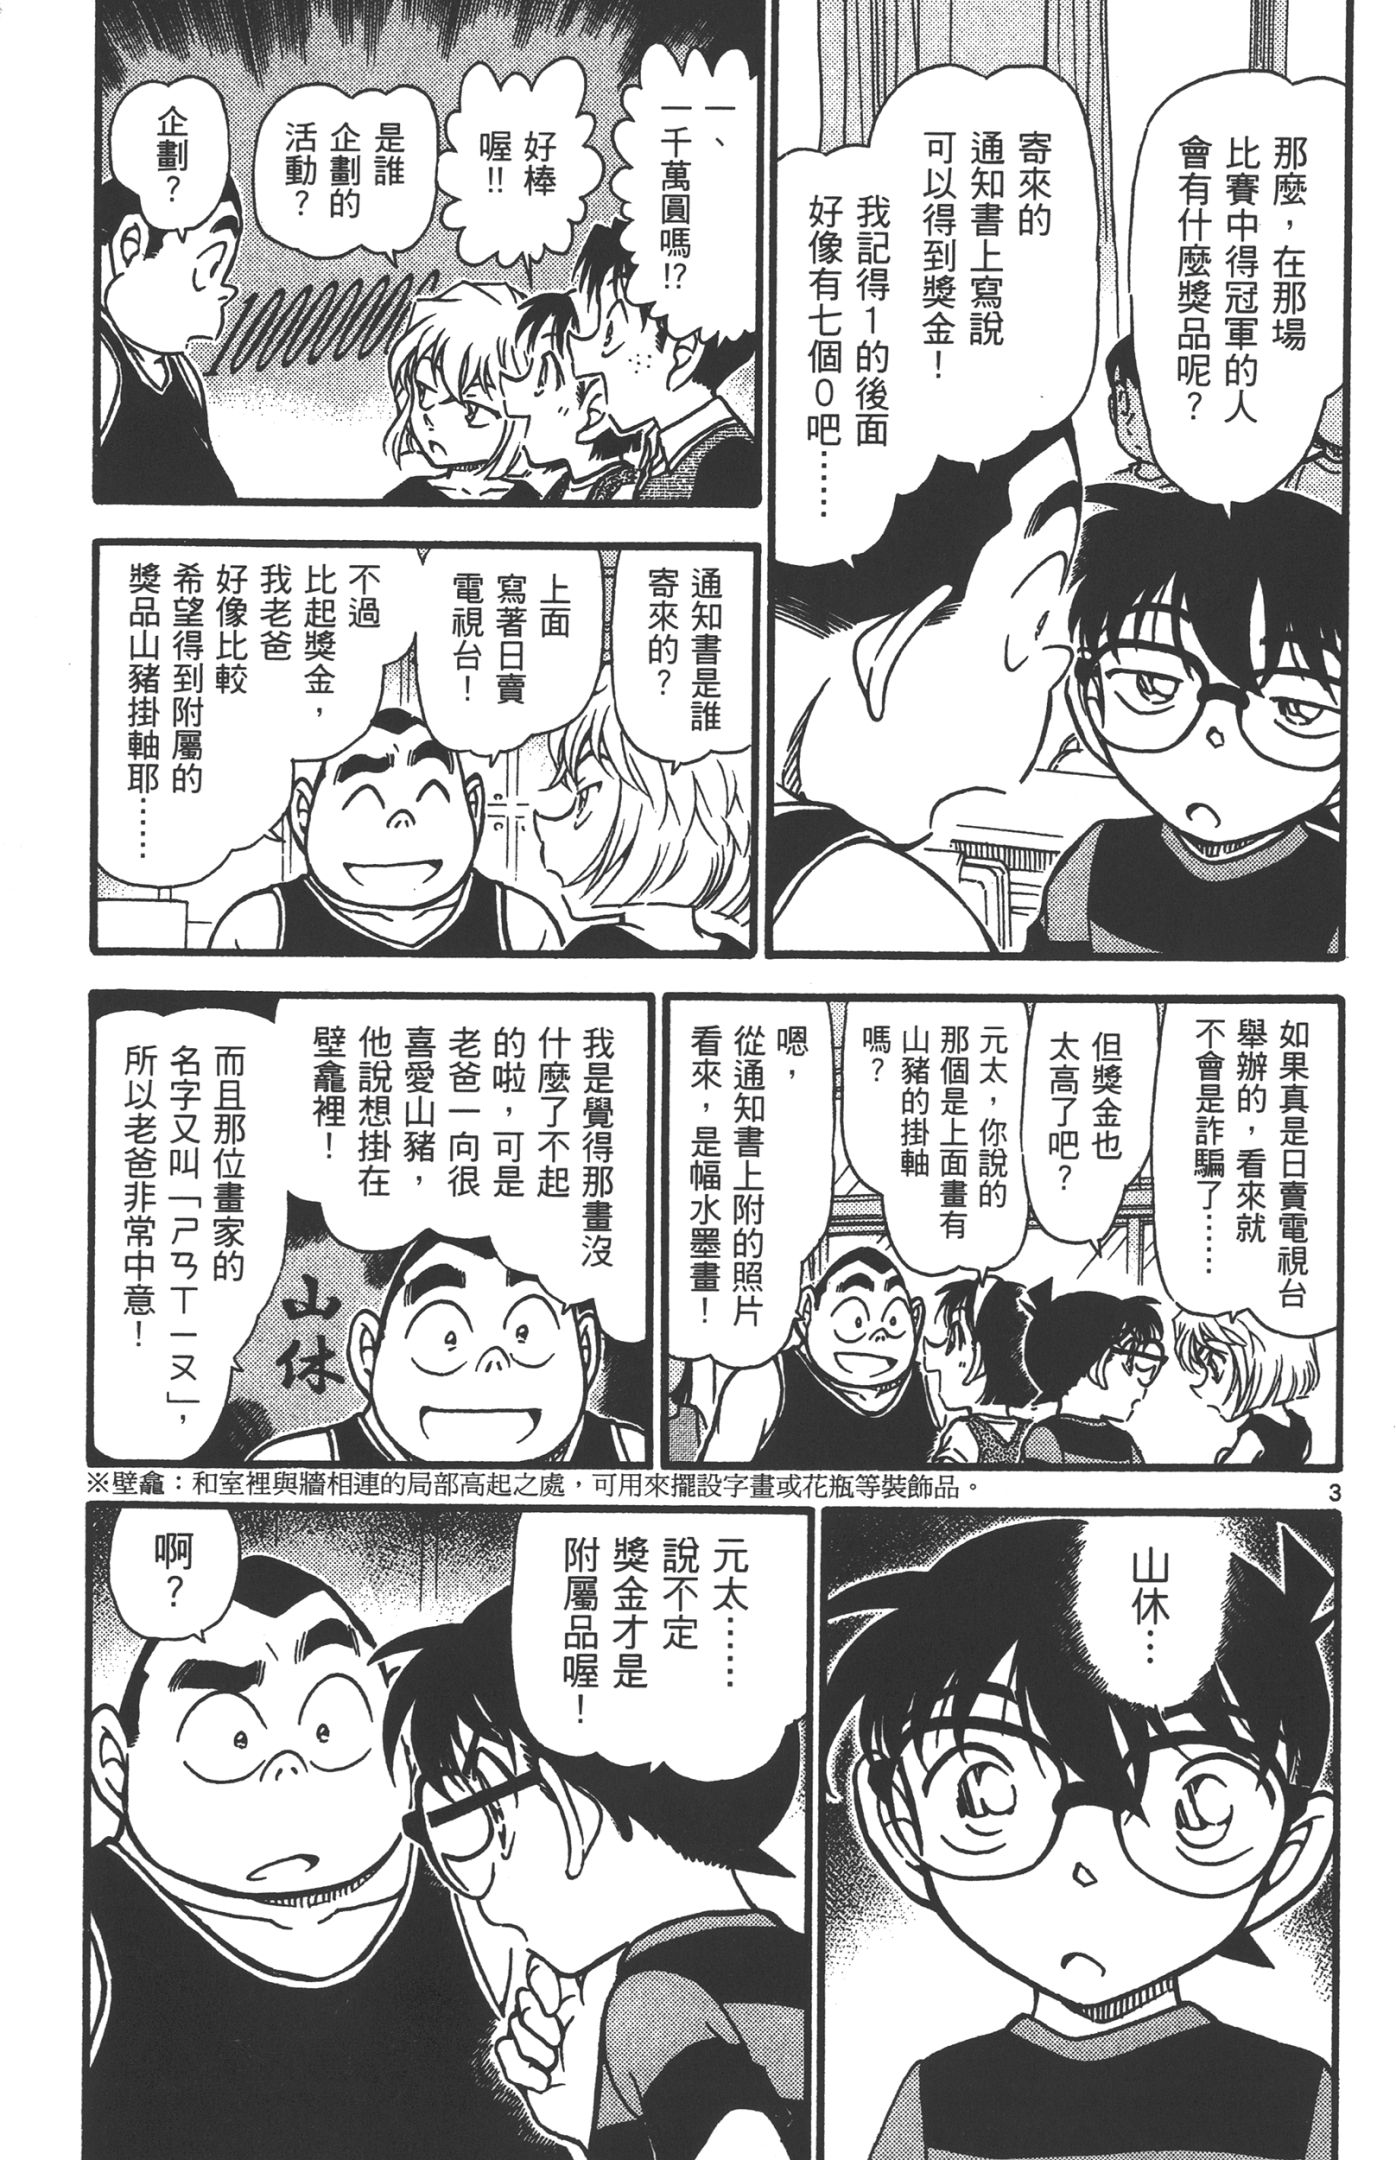 那麼，在那場
比賽中得冠軍的人
會有什麼獎品呢？
寄來的
通知書上寫說
可以得到獎金！
我記得1的後面
好像有七個0吧……
一、
一千萬圓嗎!?
好棒
喔!!
是誰
企劃的
活動？
企劃？
10000000
通知書是誰
寄來的？
上面
寫著日賣
電視台！
不過
比起獎金，
我老爸
好像比較
希望得到附屬的
獎品山豬掛軸耶……
如果真是日賣電視台
舉辦的，看來就
不會是詐騙了……
但獎金也
太高了吧？
元太，你說的
那個是上面畫有
山豬的掛軸
嗎？
嗯，
從通知書上附的照片
看來，是幅水墨畫！
我是覺得那畫沒
什麼了不起
的啦，可是
老爸一向很
喜愛山豬，
他說想掛在
壁龕裡！
山休
而且那位畫家的
名字又叫「ㄕㄢㄒㄧㄡ」，
所以老爸非常中意！
※壁龕：和室裡與牆相連的局部高起之處，可用來擺設字畫或花瓶等裝飾品。
3
山休…
元太……
說不定
獎金才是
附屬品喔！
啊？